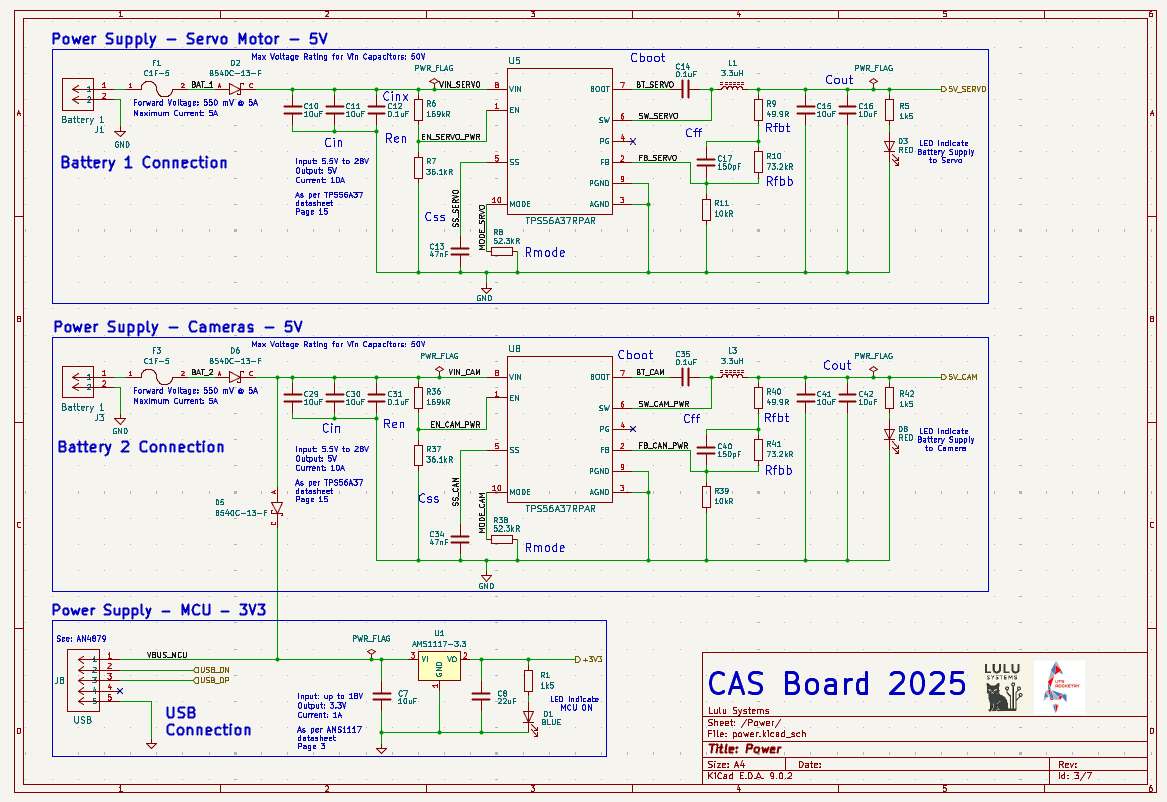 1 2 3 4 5 6
Power Supply – Servo Motor – 5V
Max Voltage Rating for Vin Capacitors: 50V
F1
C1F-5
D2
B540C-13-F
BAT_1
A
C
1
2
Forward Voltage: 550 mV @ 5A
Maximum Current: 5A
Battery 1
J1
GND
Battery 1 Connection
C10
10uF
C11
10uF
Cinx
C12
0.1uF
Cin
Input: 5.5V to 28V
Output: 5V
Current: 10A
As per TPS56A37
datasheet
Page 15
PWR_FLAG
VIN_SERVO
R6
169kR
Ren
EN_SERVO_PWR
R7
36.1kR
Css
SS_SERVO
C13
47nF
MODE_SRVO
R8
52.3kR
Rmode
GND
U5
8 VIN
1 EN
5 SS
10 MODE
BOOT 7
SW 6
PG 4
FB 2
PGND 9
AGND 3
TPS56A37RPAR
Cboot
BT_SERVO
C14
0.1uF
L1
3.3uH
SW_SERVO
Cff
FB_SERVO
C17
150pF
R9
49.9R
Rfbt
R10
73.2kR
Rfbb
R11
10kR
Cout
PWR_FLAG
C15
10uF
C16
10uF
R5
1k5
D3
RED
LED Indicate
Battery Supply
to Servo
5V_SERVO
Power Supply – Cameras – 5V
Max Voltage Rating for Vin Capacitors: 50V
F3
C1F-5
D6
B540C-13-F
BAT_2
A
C
1
2
Forward Voltage: 550 mV @ 5A
Maximum Current: 5A
Battery 1
J3
GND
Battery 2 Connection
C29
10uF
C30
10uF
C31
0.1uF
Cin
Input: 5.5V to 28V
Output: 5V
Current: 10A
As per TPS56A37
datasheet
Page 15
A
D5
B540C-13-F
C
PWR_FLAG
VIN_CAM
R36
169kR
Ren
EN_CAM_PWR
R37
36.1kR
Css
SS_CAM
C34
47nF
MODE_CAM
R38
52.3kR
Rmode
GND
U8
8 VIN
1 EN
5 SS
10 MODE
BOOT 7
SW 6
PG 4
FB 2
PGND 9
AGND 3
TPS56A37RPAR
Cboot
BT_CAM
C35
0.1uF
L3
3.3uH
SW_CAM_PWR
Cff
FB_CAM_PWR
C40
150pF
R40
49.9R
Rfbt
R41
73.2kR
Rfbb
R39
10kR
Cout
PWR_FLAG
C41
10uF
C42
10uF
R42
1k5
D8
RED
LED Indicate
Battery Supply
to Camera
5V_CAM
Power Supply – MCU – 3V3
See: AN4879
VBUS_MCU
1
2
3
4
5
USB_DN
USB_DP
J8
USB
USB
Connection
Input: up to 18V
Output: 3.3V
Current: 1A
As per AMS1117
datasheet
Page 3
PWR_FLAG
U1
AMS1117-3.3
3 VI VO 2
GND
1
C7
10uF
C8
22uF
R1
1k5
LED Indicate
MCU ON
D1
BLUE
+3V3
CAS Board 2025
LULU
SYSTEMS
UTS
ROCKETRY
Lulu Systems
Sheet: /Power/
File: power.kicad_sch
Title: Power
Size: A4 Date: Rev:
KiCad E.D.A. 9.0.2 Id: 3/7
A
B
C
D
1 2 3 4 5 6